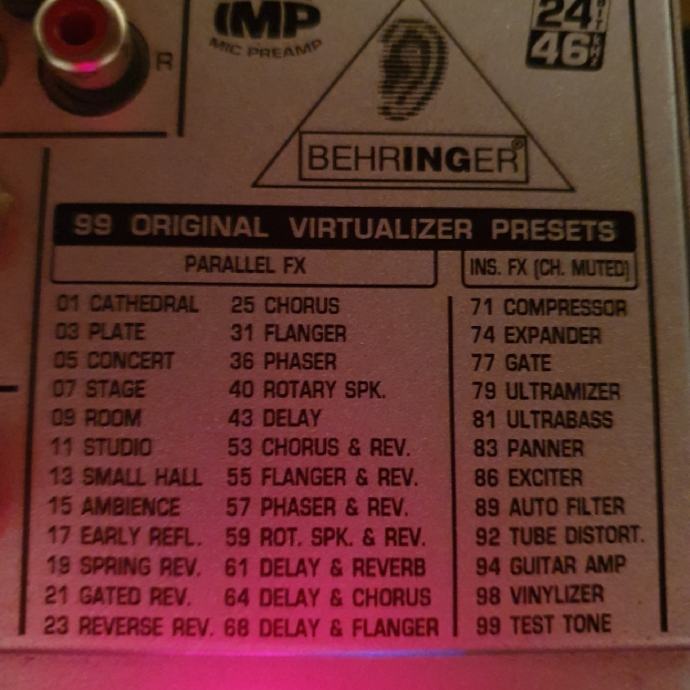 IMP
MIC PREAMP
24 BIT
46 kHz
R
BEHRINGER®
99 ORIGINAL VIRTUALIZER PRESETS
PARALLEL FX
INS. FX (CH. MUTED)
01 CATHEDRAL 25 CHORUS 71 COMPRESSOR
03 PLATE 31 FLANGER 74 EXPANDER
05 CONCERT 36 PHASER 77 GATE
07 STAGE 40 ROTARY SPK. 79 ULTRAMIZER
09 ROOM 43 DELAY 81 ULTRABASS
11 STUDIO 53 CHORUS & REV. 83 PANNER
13 SMALL HALL 55 FLANGER & REV. 86 EXCITER
15 AMBIENCE 57 PHASER & REV. 89 AUTO FILTER
17 EARLY REFL. 59 ROT. SPK. & REV. 92 TUBE DISTORT.
19 SPRING REV. 61 DELAY & REVERB 94 GUITAR AMP
21 GATED REV. 64 DELAY & CHORUS 98 VINYLIZER
23 REVERSE REV. 68 DELAY & FLANGER 99 TEST TONE